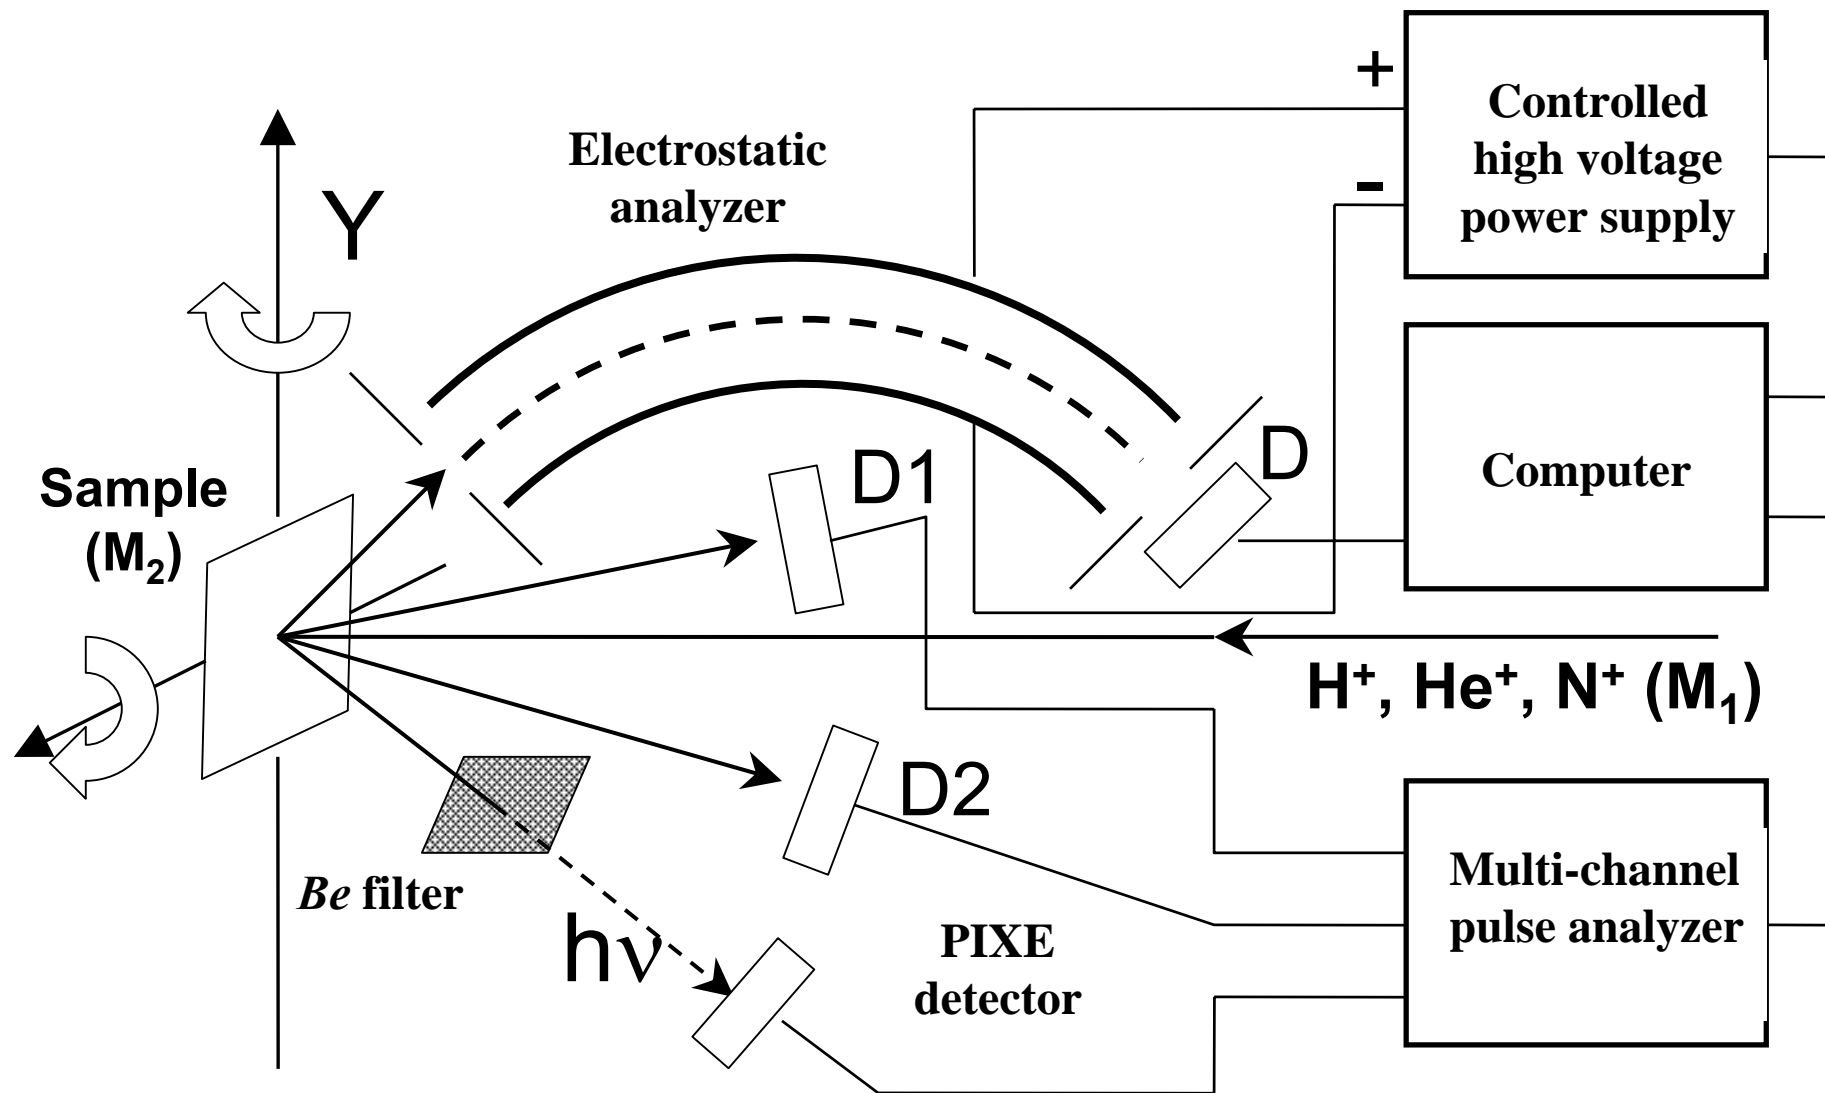 +
Controlled
high voltage
power supply
-
Electrostatic
analyzer
Y
D1
D
Computer
Sample
(M₂)
H⁺, He⁺, N⁺ (M₁)
D2
Be filter
hν
PIXE
detector
Multi-channel
pulse analyzer